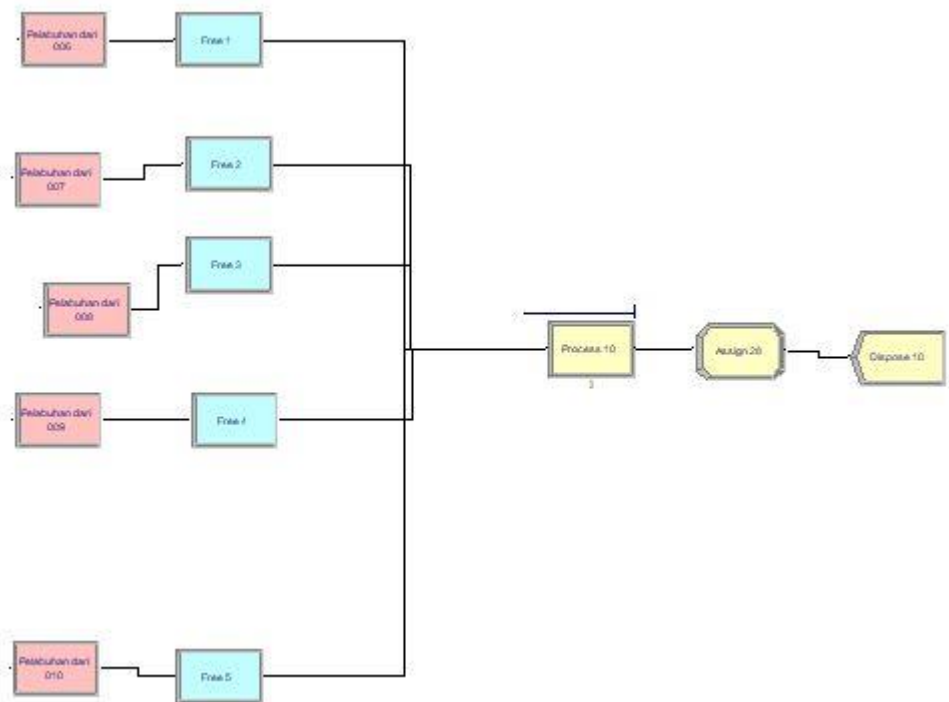 Pelabuhan dari
006
Free 1
Pelabuhan dari
007
Free 2
Pelabuhan dari
008
Free 3
Process 10
Assign 28
Dispose 10
Pelabuhan dari
009
Free 4
Pelabuhan dari
010
Free 5